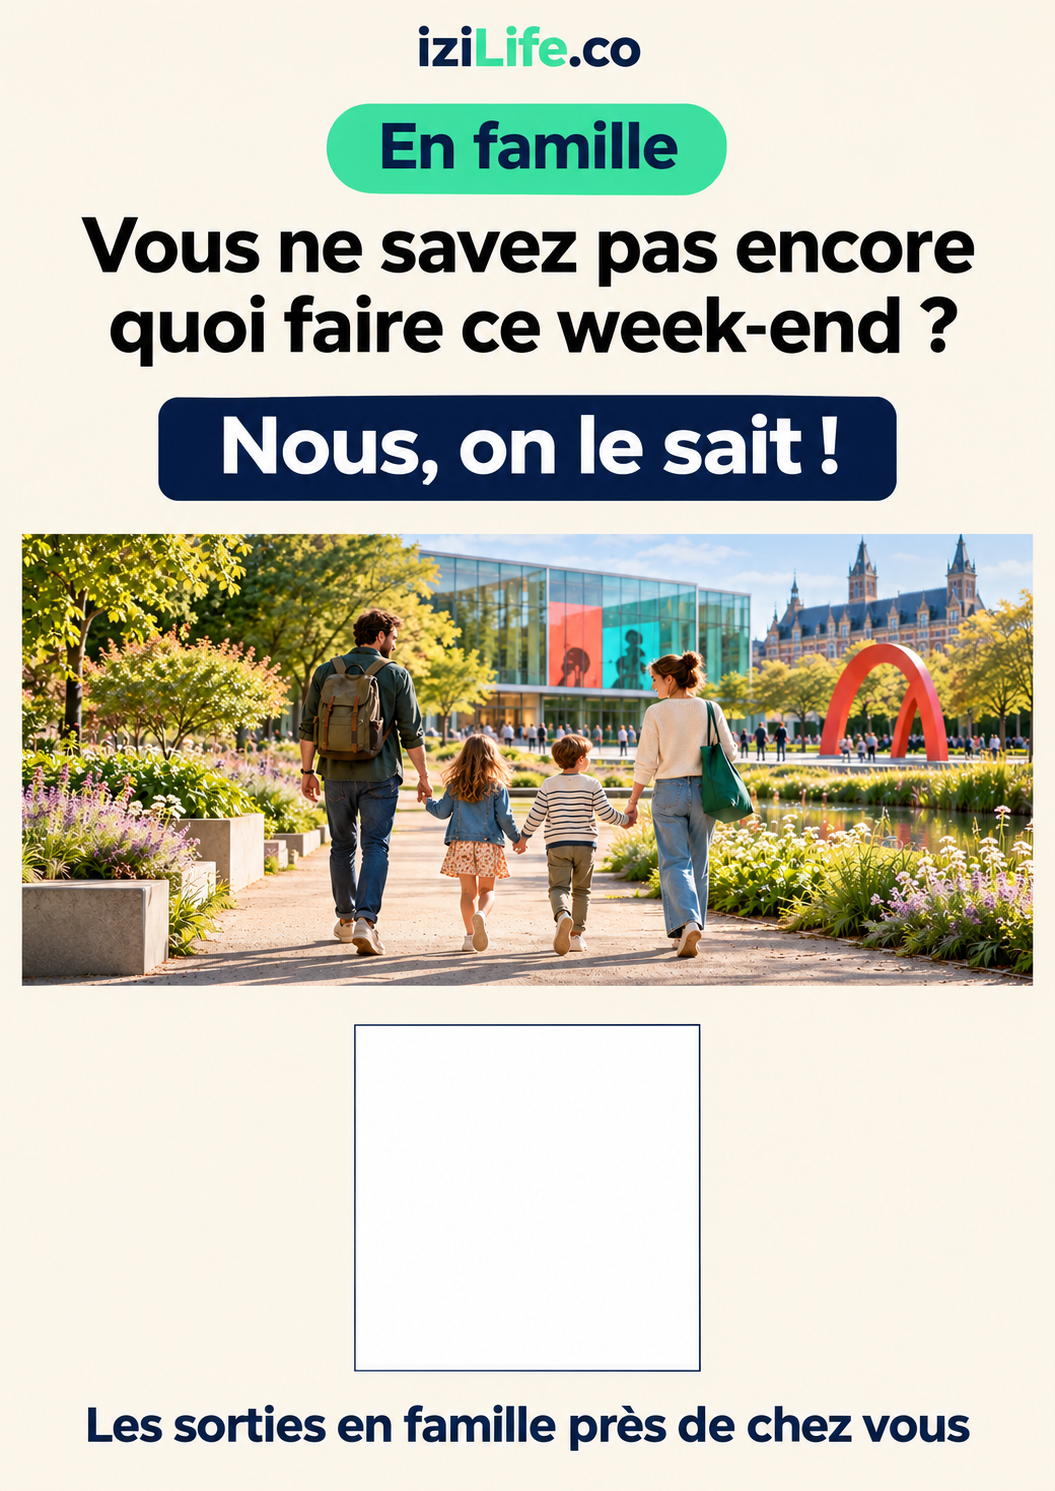 iziLife.co
En famille
Vous ne savez pas encore
quoi faire ce week-end ?
Nous, on le sait !
Les sorties en famille près de chez vous